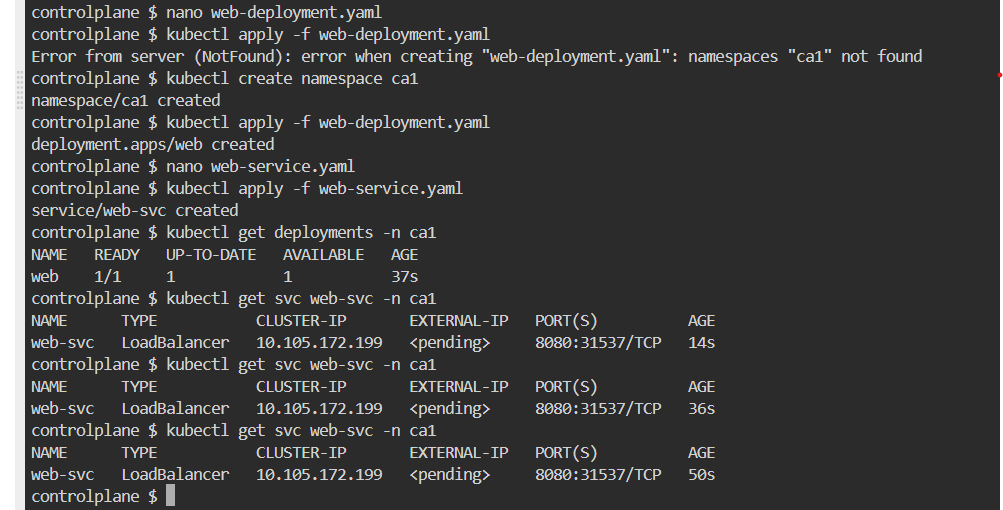 controlplane $ nano web-deployment.yaml
controlplane $ kubectl apply -f web-deployment.yaml
Error from server (NotFound): error when creating "web-deployment.yaml": namespaces "ca1" not found
controlplane $ kubectl create namespace ca1
namespace/ca1 created
controlplane $ kubectl apply -f web-deployment.yaml
deployment.apps/web created
controlplane $ nano web-service.yaml
controlplane $ kubectl apply -f web-service.yaml
service/web-svc created
controlplane $ kubectl get deployments -n ca1
NAME   READY   UP-TO-DATE   AVAILABLE   AGE
web    1/1     1            1           37s
controlplane $ kubectl get svc web-svc -n ca1
NAME      TYPE           CLUSTER-IP       EXTERNAL-IP   PORT(S)          AGE
web-svc   LoadBalancer   10.105.172.199   <pending>     8080:31537/TCP   14s
controlplane $ kubectl get svc web-svc -n ca1
NAME      TYPE           CLUSTER-IP       EXTERNAL-IP   PORT(S)          AGE
web-svc   LoadBalancer   10.105.172.199   <pending>     8080:31537/TCP   36s
controlplane $ kubectl get svc web-svc -n ca1
NAME      TYPE           CLUSTER-IP       EXTERNAL-IP   PORT(S)          AGE
web-svc   LoadBalancer   10.105.172.199   <pending>     8080:31537/TCP   50s
controlplane $